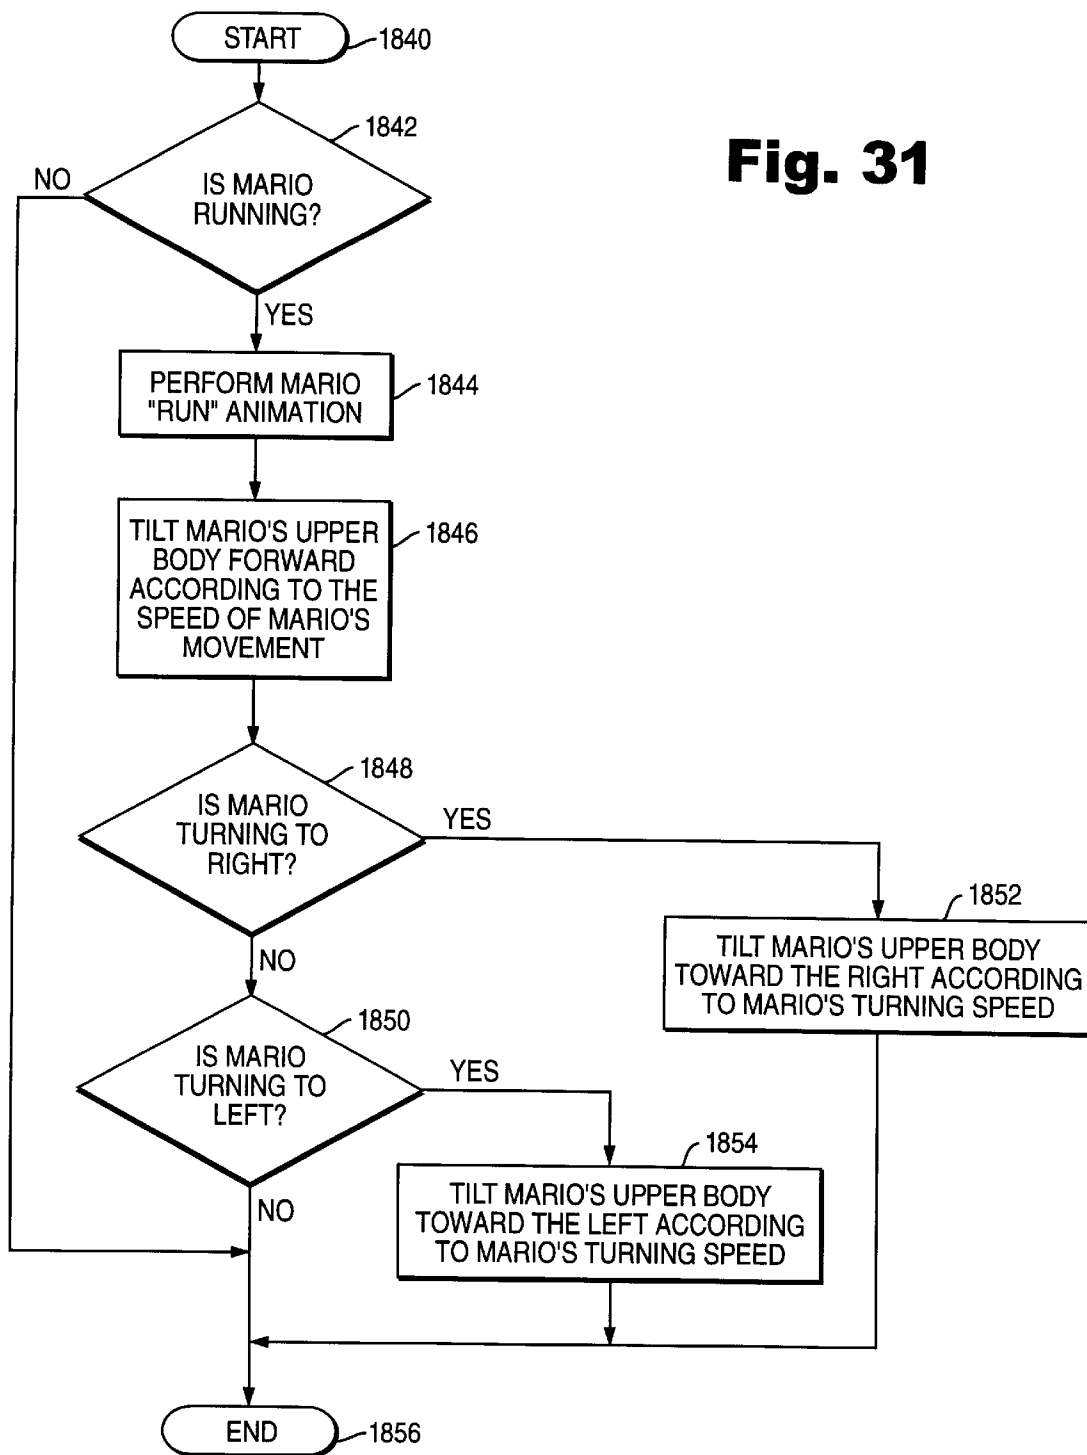 START
1840
Fig. 31
1842
NO
IS MARIO
RUNNING?
YES
PERFORM MARIO
"RUN" ANIMATION
1844
TILT MARIO'S UPPER
BODY FORWARD
ACCORDING TO THE
SPEED OF MARIO'S
MOVEMENT
1846
1848
IS MARIO
TURNING TO
RIGHT?
YES
NO
1852
TILT MARIO'S UPPER BODY
TOWARD THE RIGHT ACCORDING
TO MARIO'S TURNING SPEED
1850
IS MARIO
TURNING TO
LEFT?
YES
NO
1854
TILT MARIO'S UPPER BODY
TOWARD THE LEFT ACCORDING
TO MARIO'S TURNING SPEED
END
1856